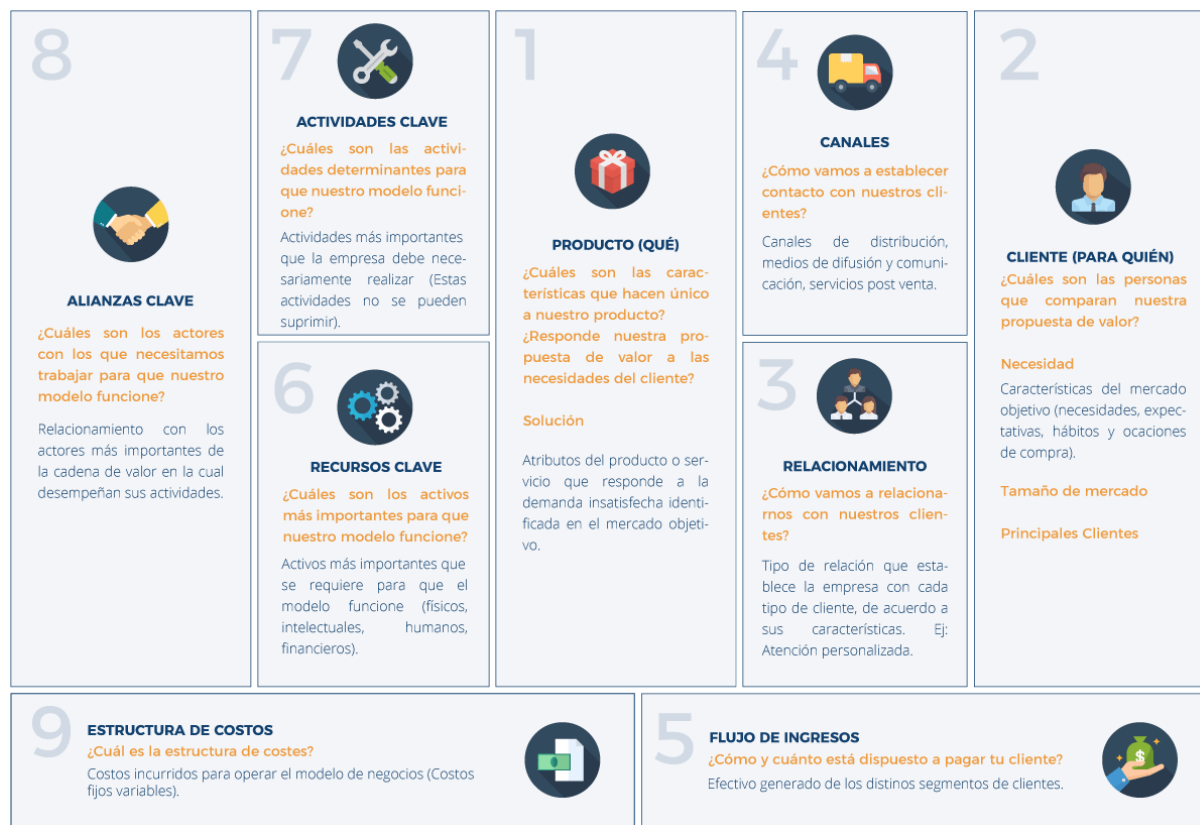 8
ALIANZAS CLAVE
¿Cuáles son los actores
con los que necesitamos
trabajar para que nuestro
modelo funcione?
Relacionamiento con los
actores más importantes de
la cadena de valor en la cual
desempeñan sus actividades.
7
ACTIVIDADES CLAVE
¿Cuáles son las activi-
dades determinantes para
que nuestro modelo funci-
one?
Actividades más importantes
que la empresa debe nece-
sariamente realizar (Estas
actividades no se pueden
suprimir).
6
RECURSOS CLAVE
¿Cuáles son los activos
más importantes para que
nuestro modelo funcione?
Activos más importantes que
se requiere para que el
modelo funcione (físicos,
intelectuales, humanos,
financieros).
1
PRODUCTO (QUÉ)
¿Cuáles son las carac-
terísticas que hacen único
a nuestro producto?
¿Responde nuestra pro-
puesta de valor a las
necesidades del cliente?
Solución
Atributos del producto o ser-
vicio que responde a la
demanda insatisfecha identi-
ficada en el mercado objeti-
vo.
4
CANALES
¿Cómo vamos a establecer
contacto con nuestros cli-
entes?
Canales de distribución,
medios de difusión y comuni-
cación, servicios post venta.
3
RELACIONAMIENTO
¿Cómo vamos a relaciona-
rnos con nuestros clien-
tes?
Tipo de relación que esta-
blece la empresa con cada
tipo de cliente, de acuerdo a
sus características. Ej:
Atención personalizada.
2
CLIENTE (PARA QUIÉN)
¿Cuáles son las personas
que comparan nuestra
propuesta de valor?
Necesidad
Características del mercado
objetivo (necesidades, expec-
tativas, hábitos y ocaciones
de compra).
Tamaño de mercado
Principales Clientes
9
ESTRUCTURA DE COSTOS
¿Cuál es la estructura de costes?
Costos incurridos para operar el modelo de negocios (Costos
fijos variables).
5
FLUJO DE INGRESOS
¿Cómo y cuánto está dispuesto a pagar tu cliente?
Efectivo generado de los distinos segmentos de clientes.
$